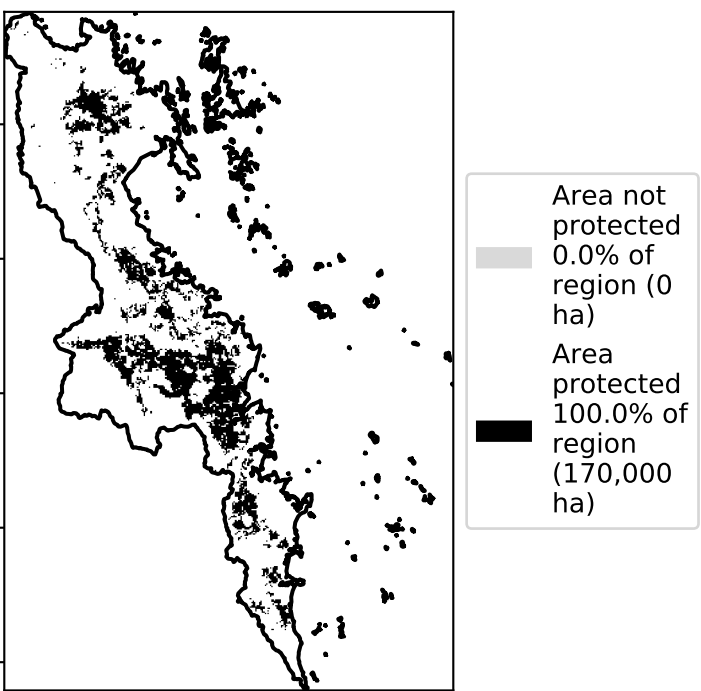 Area not
protected
0.0% of
region (0
ha)
Area
protected
100.0% of
region
(170,000
ha)